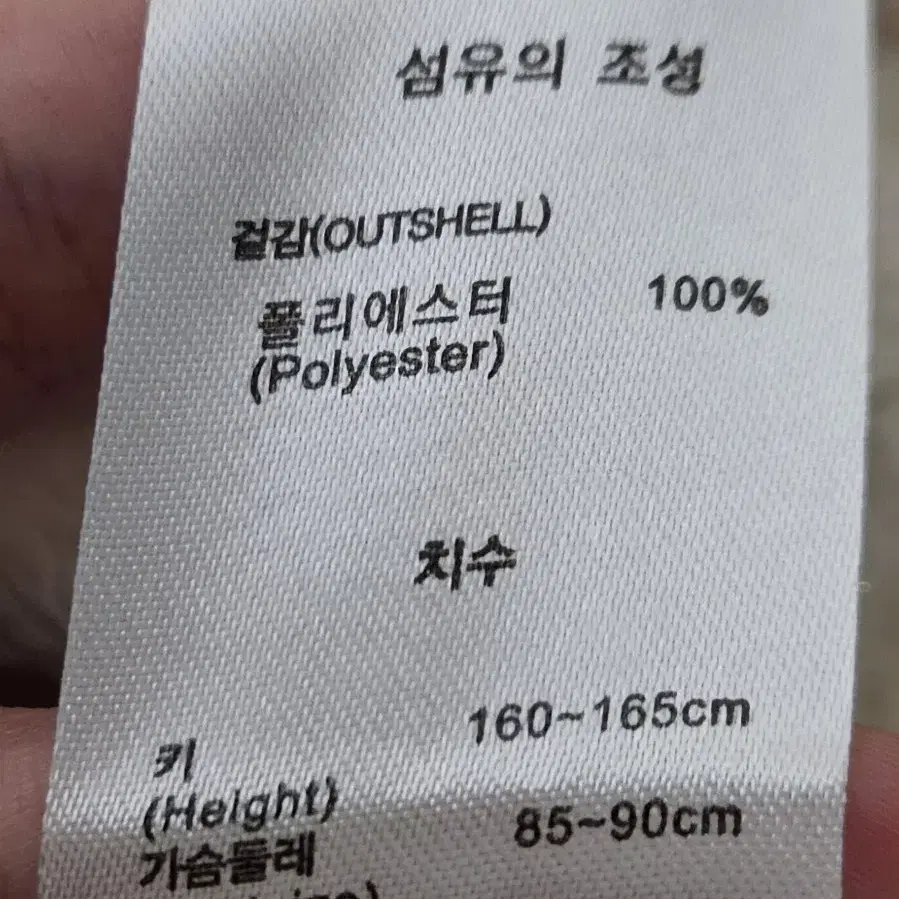 섬유의 조성
겉감(OUTSHELL)
폴리에스터 100%
(Polyester)
치수
키 160~165cm
(Height)
가슴둘레 85~90cm